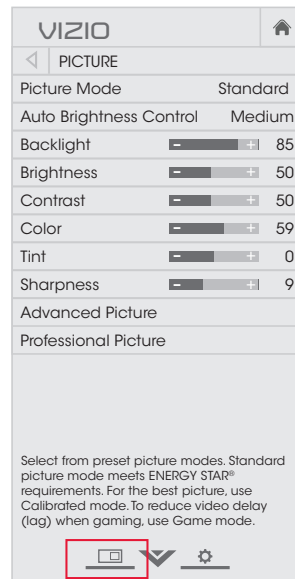 VIZIO
PICTURE
Picture Mode Standard
Auto Brightness Control Medium
Backlight - + 85
Brightness - + 50
Contrast - + 50
Color - + 59
Tint - + 0
Sharpness - + 9
Advanced Picture
Professional Picture
Select from preset picture modes. Standard
picture mode meets ENERGY STAR®
requirements. For the best picture, use
Calibrated mode. To reduce video delay
(lag) when gaming, use Game mode.